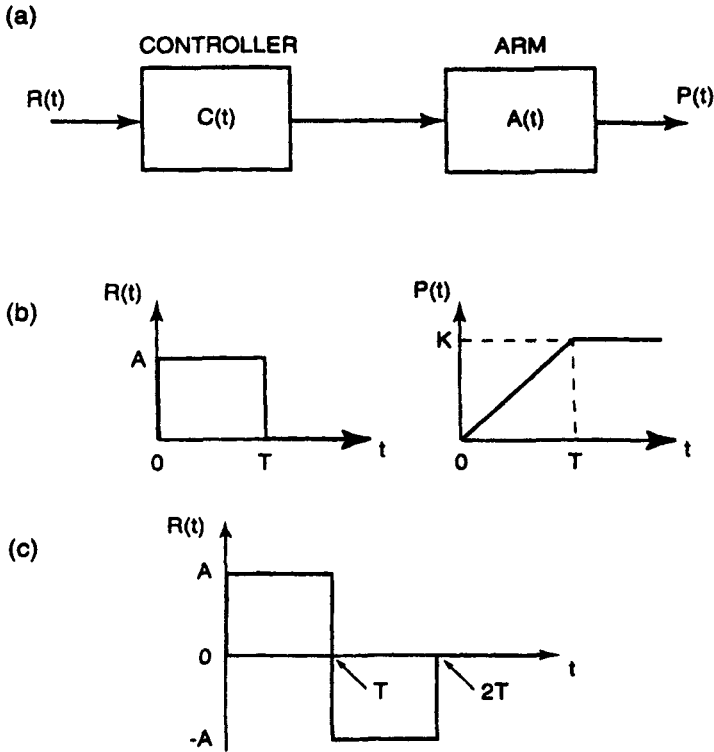 (a)
CONTROLLER
ARM
R(t)
C(t)
A(t)
P(t)
(b)
R(t)
A
0
T
t
P(t)
K
0
T
t
(c)
R(t)
A
0
-A
T
2T
t